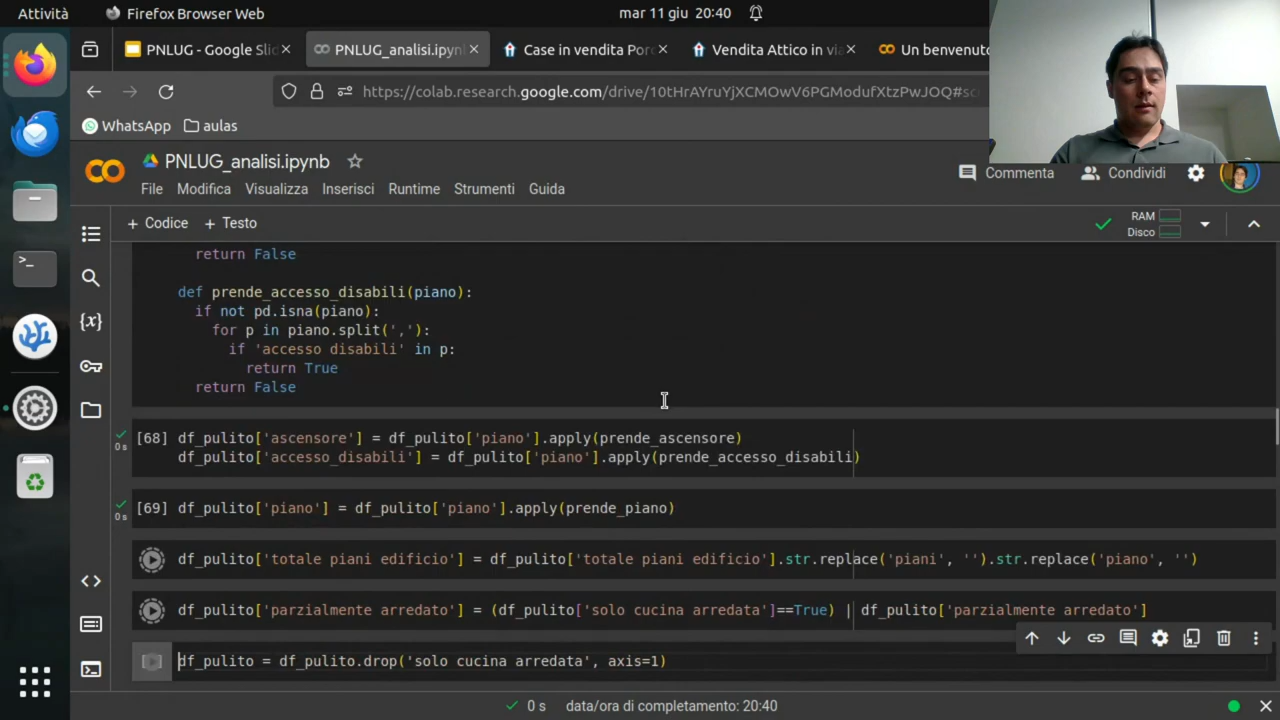 Attività
Firefox Browser Web
mar 11 giu 20:40
PNLUG - Google Slid
PNLUG_analisi.ipynl
Case in vendita Porc
Vendita Attico in via
Un benvenuto
https://colab.research.google.com/drive/10tHrAYruYjXCMOwV6PGModufXtzPwJOQ#sc
WhatsApp
aulas
PNLUG_analisi.ipynb
Commenta
Condividi
File Modifica Visualizza Inserisci Runtime Strumenti Guida
+ Codice + Testo
RAM
Disco
return False
def prende_accesso_disabili(piano):
if not pd.isna(piano):
for p in piano.split(','):
if 'accesso disabili' in p:
return True
return False
[68] df_pulito['ascensore'] = df_pulito['piano'].apply(prende_ascensore)
0 s
df_pulito['accesso_disabili'] = df_pulito['piano'].apply(prende_accesso_disabili)
[69] df_pulito['piano'] = df_pulito['piano'].apply(prende_piano)
0 s
df_pulito['totale piani edificio'] = df_pulito['totale piani edificio'].str.replace('piani', '').str.replace('piano', '')
df_pulito['parzialmente arredato'] = (df_pulito['solo cucina arredata']==True) | df_pulito['parzialmente arredato']
df_pulito = df_pulito.drop('solo cucina arredata', axis=1)
0 s data/ora di completamento: 20:40